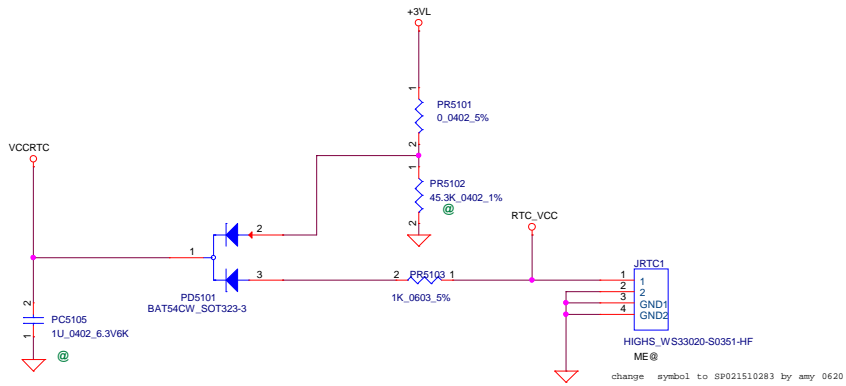 +3VL
1
PR5101
0_0402_5%
2
VCCRTC
1
PR5102
45.3K_0402_1%
@
2
RTC_VCC
2
1
3
2 PR5103 1
1K_0603_5%
PD5101
BAT54CW_SOT323-3
JRTC1
1 1
2 2
3 GND1
4 GND2
HIGHS_WS33020-S0351-HF
ME@
2
PC5105
1U_0402_6.3V6K
1
@
change symbol to SP021510283 by amy 0620